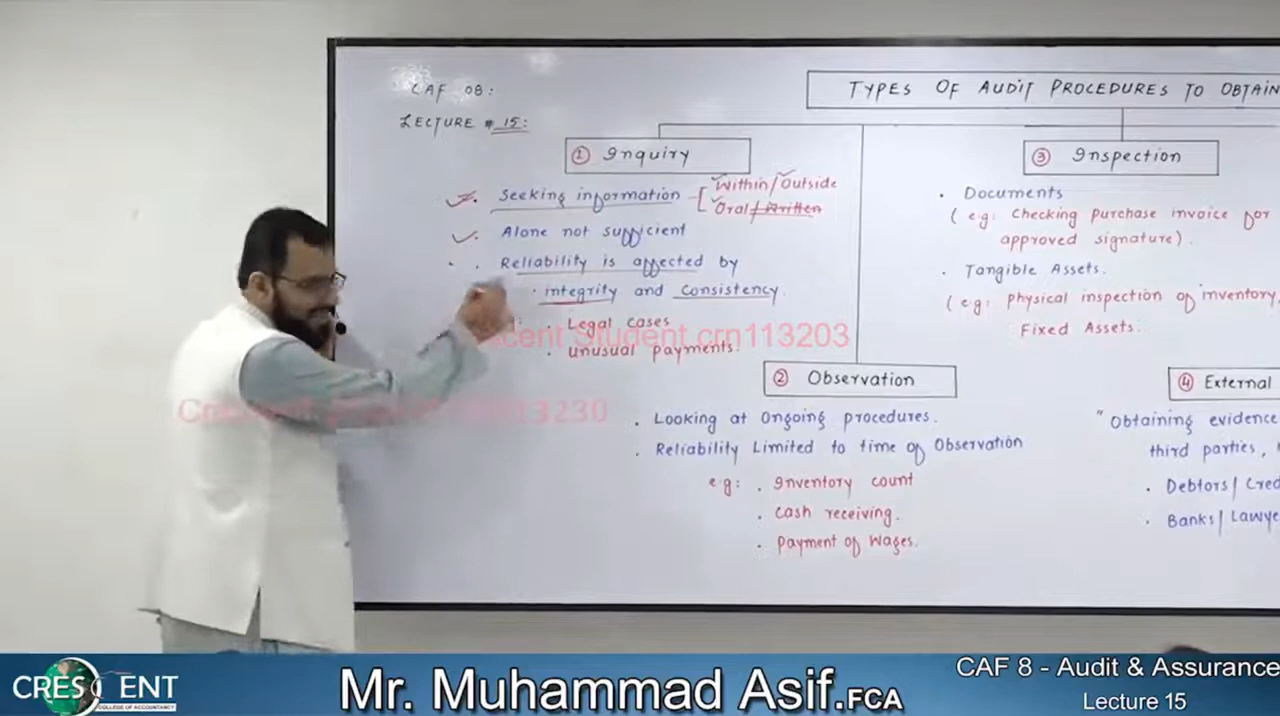 CAF 08:
LECTURE # 15:
TYPES OF AUDIT PROCEDURES TO OBTAIN
① Inquiry
. Seeking information
Within/Outside
Oral/Written
. Alone not sufficient
. Reliability is affected by
. integrity and consistency.
. Legal cases
. unusual payments.
② Observation
. Looking at Ongoing procedures.
. Reliability Limited to time of Observation
eg: . Inventory count
. Cash receiving.
. Payment of Wages.
③ Inspection
. Documents
(eg: Checking purchase invoice for
approved signature).
. Tangible Assets.
(eg: physical inspection of inventory,
Fixed Assets.
④ External
"Obtaining evidence
third parties,
. Debtors/
. Banks/
Student crn113203
CRESCENT
COLLEGE OF ACCOUNTANCY
Mr. Muhammad Asif.FCA
CAF 8 - Audit & Assurance
Lecture 15